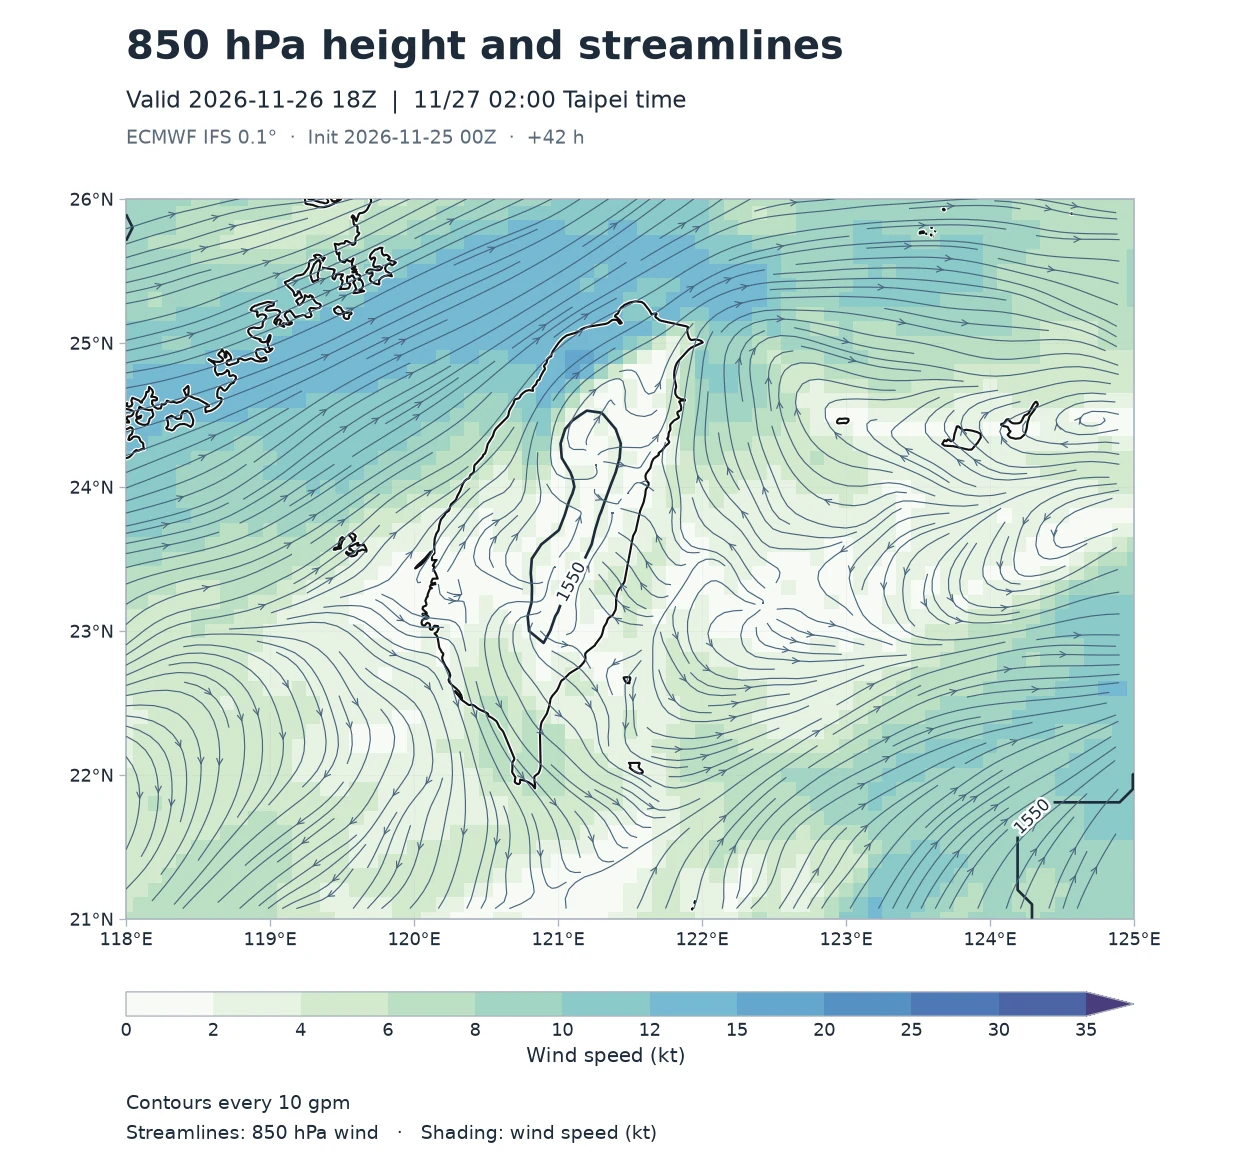 850 hPa height and streamlines
Valid 2026-11-26 18Z | 11/27 02:00 Taipei time
ECMWF IFS 0.1° · Init 2026-11-25 00Z · +42 h
26°N
25°N
24°N
23°N
22°N
21°N
1550
1550
118°E 119°E 120°E 121°E 122°E 123°E 124°E 125°E
0 2 4 6 8 10 12 15 20 25 30 35
Wind speed (kt)
Contours every 10 gpm
Streamlines: 850 hPa wind · Shading: wind speed (kt)